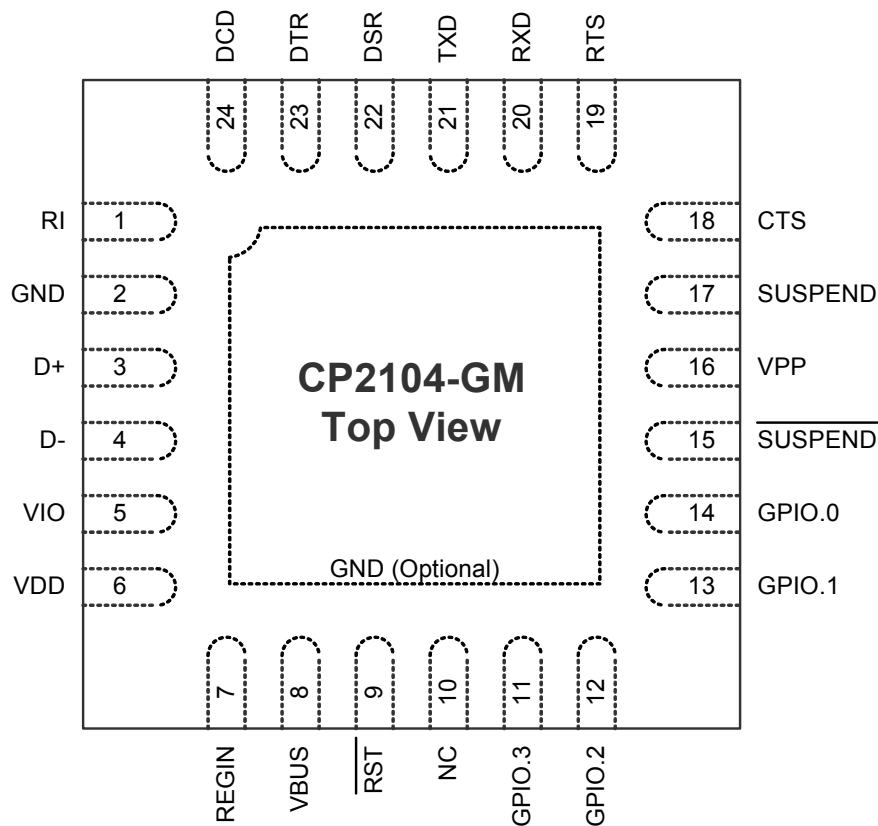 DCD
DTR
DSR
TXD
RXD
RTS
24
23
22
21
20
19
RI 1
GND 2
D+ 3
D- 4
VIO 5
VDD 6
CP2104-GM
Top View
GND (Optional)
18 CTS
17 SUSPEND
16 VPP
15 SUSPEND
14 GPIO.0
13 GPIO.1
7
8
9
10
11
12
REGIN
VBUS
RST
NC
GPIO.3
GPIO.2